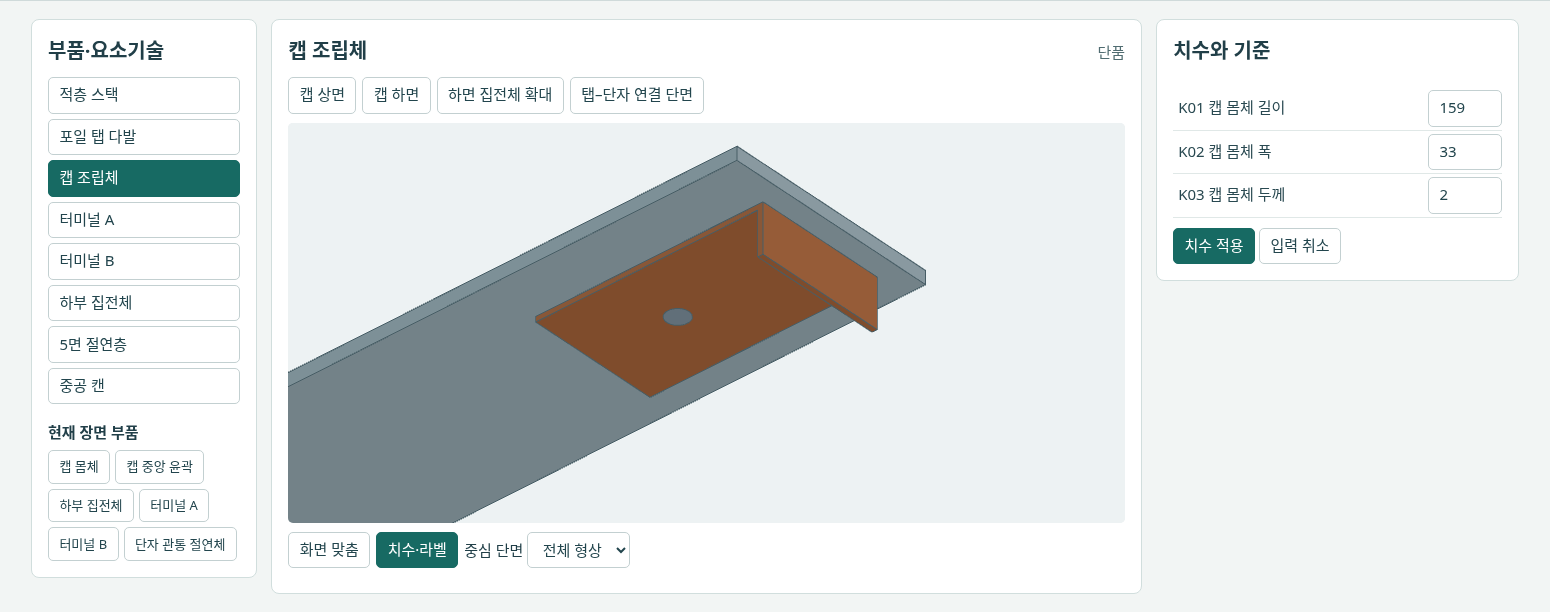 부품·요소기술
적층 스택
포일 탭 다발
캡 조립체
터미널 A
터미널 B
하부 집전체
5면 절연층
중공 캔
현재 장면 부품
캡 몸체
캡 중앙 윤곽
하부 집전체
터미널 A
터미널 B
단자 관통 절연체
캡 조립체
단품
캡 상면
캡 하면
하면 집전체 확대
탭–단자 연결 단면
화면 맞춤
치수·라벨
중심 단면
전체 형상
치수와 기준
K01 캡 몸체 길이
159
K02 캡 몸체 폭
33
K03 캡 몸체 두께
2
치수 적용
입력 취소